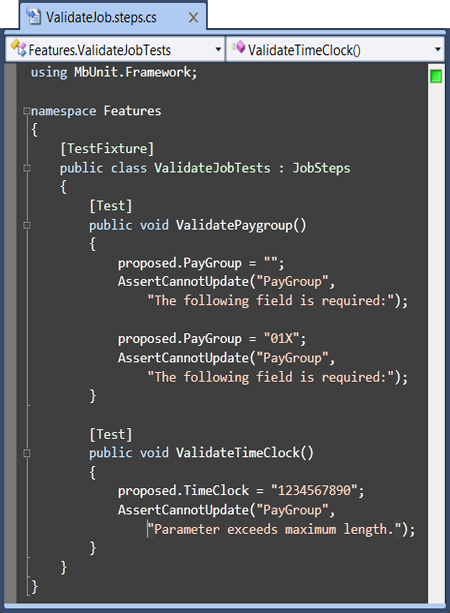 ValidateJob.steps.cs X
Features.ValidateJobTests ValidateTimeClock()
using MbUnit.Framework;
namespace Features
{
[TestFixture]
public class ValidateJobTests : JobSteps
{
[Test]
public void ValidatePaygroup()
{
proposed.PayGroup = "";
AssertCannotUpdate("PayGroup",
"The following field is required:");
proposed.PayGroup = "01X";
AssertCannotUpdate("PayGroup",
"The following field is required:");
}
[Test]
public void ValidateTimeClock()
{
proposed.TimeClock = "1234567890";
AssertCannotUpdate("PayGroup",
"Parameter exceeds maximum length.");
}
}
}